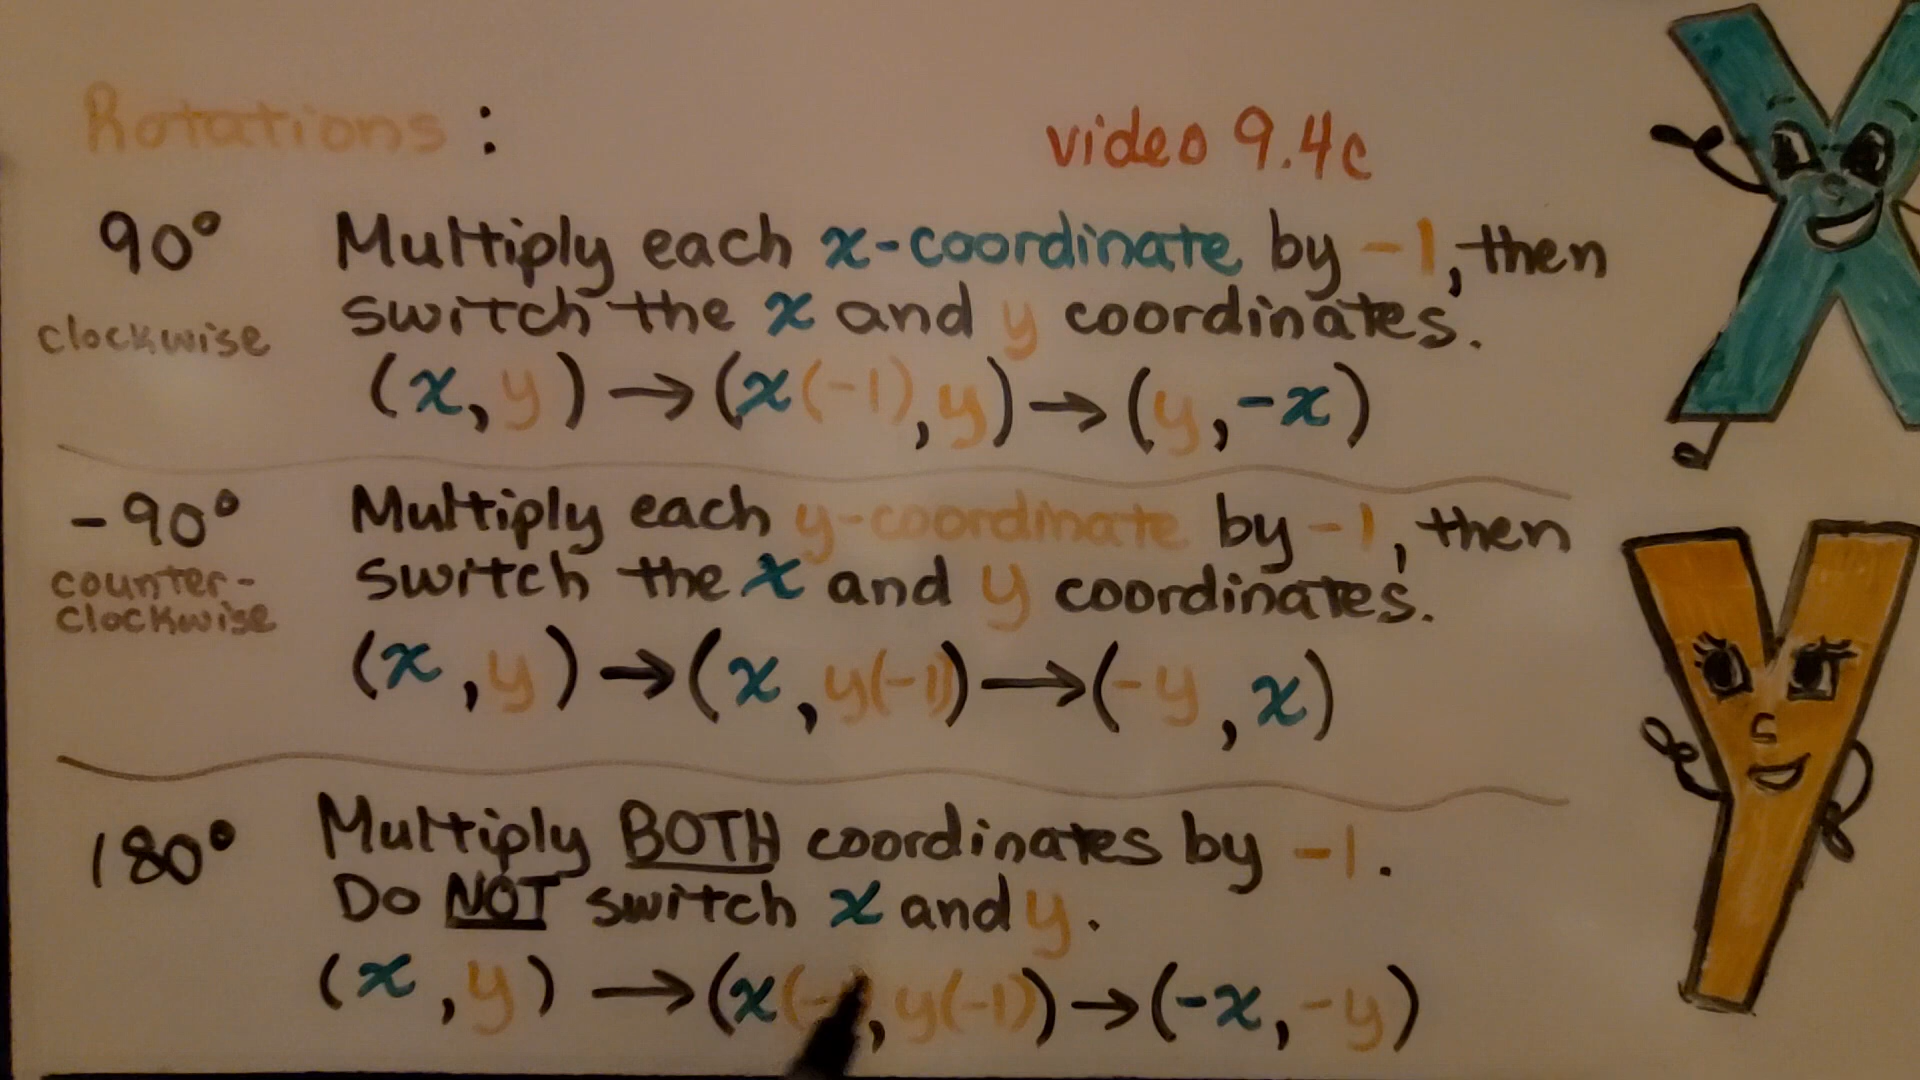 Rotations:
video 9.4c
90°
clockwise
Multiply each x-coordinate by -1, then
switch the x and y coordinates.
(x, y) → (x(-1), y) → (y, -x)
-90°
counter-
clockwise
Multiply each y-coordinate by -1, then
switch the x and y coordinates.
(x, y) → (x, y(-1)) → (-y, x)
180°
Multiply BOTH coordinates by -1.
Do NOT switch x and y.
(x, y) → (x(-1), y(-1)) → (-x, -y)